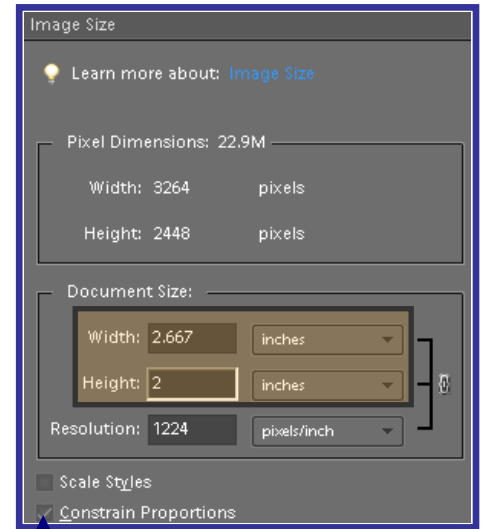 Image Size
Learn more about: Image Size
Pixel Dimensions: 22.9M
Width: 3264 pixels
Height: 2448 pixels
Document Size:
Width: 2.667 inches
Height: 2 inches
Resolution: 1224 pixels/inch
Scale Styles
Constrain Proportions